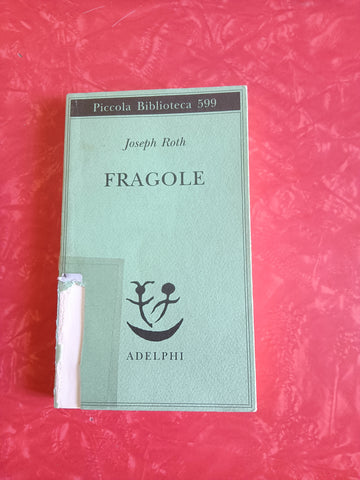 Piccola Biblioteca 599
Joseph Roth
FRAGOLE
ADELPHI